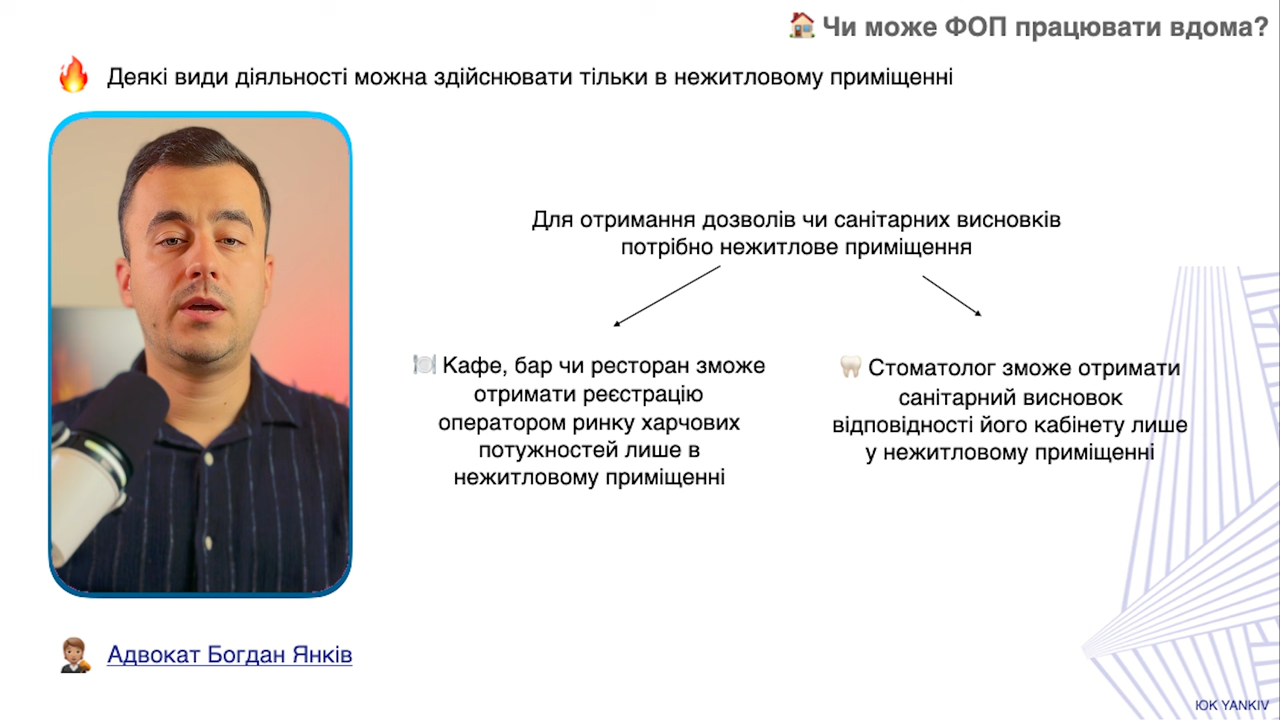 Чи може ФОП працювати вдома?
Деякі види діяльності можна здійснювати тільки в нежитловому приміщенні
Для отримання дозволів чи санітарних висновків
потрібно нежитлове приміщення
Кафе, бар чи ресторан зможе
отримати реєстрацію
оператором ринку харчових
потужностей лише в
нежитловому приміщенні
Стоматолог зможе отримати
санітарний висновок
відповідності його кабінету лише
у нежитловому приміщенні
Адвокат Богдан Янків
ЮК YANKIV